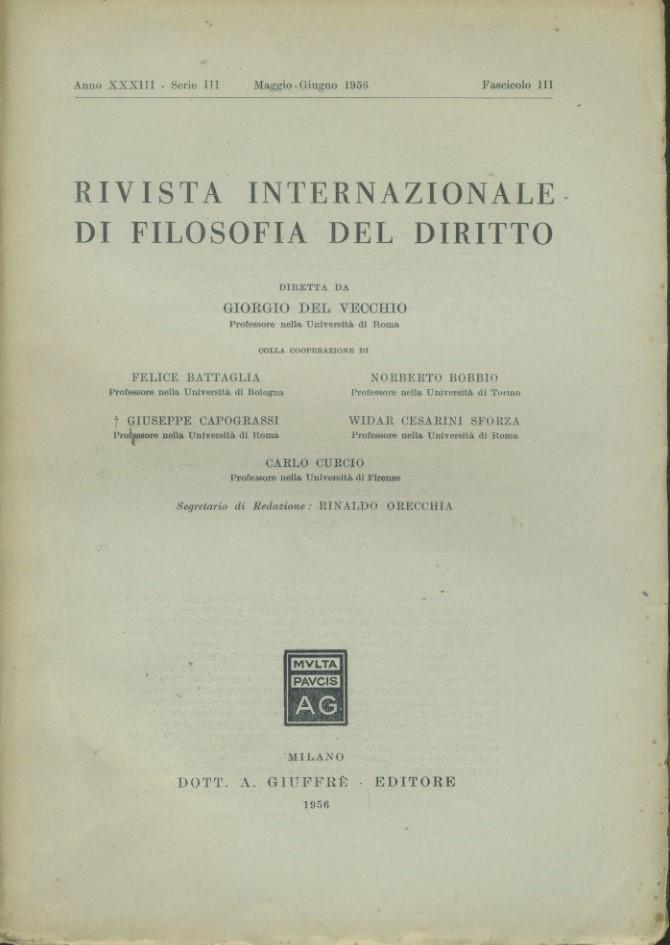 Anno XXXIII - Serie III Maggio-Giugno 1956 Fascicolo III
RIVISTA INTERNAZIONALE
DI FILOSOFIA DEL DIRITTO
DIRETTA DA
GIORGIO DEL VECCHIO
Professore nella Università di Roma
COLLA COOPERAZIONE DI
FELICE BATTAGLIA
Professore nella Università di Bologna
NORBERTO BOBBIO
Professore nella Università di Torino
† GIUSEPPE CAPOGRASSI
Professore nella Università di Roma
WIDAR CESARINI SFORZA
Professore nella Università di Roma
CARLO CURCIO
Professore nella Università di Firenze
Segretario di Redazione: RINALDO ORECCHIA
MVLTA
PAVCIS
AG
MILANO
DOTT. A. GIUFFRÈ - EDITORE
1956